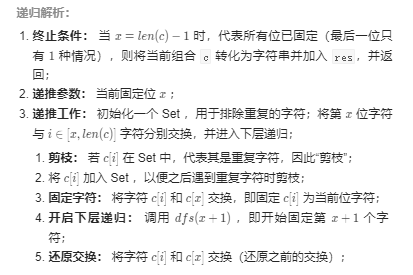 递归解析：
1. 终止条件： 当 x = len(c) − 1 时，代表所有位已固定（最后一位只
有 1 种情况），则将当前组合 c 转化为字符串并加入 res，并返
回；
2. 递推参数： 当前固定位 x ；
3. 递推工作： 初始化一个 Set ，用于排除重复的字符；将第 x 位字符
与 i ∈ [x, len(c)] 字符分别交换，并进入下层递归；
1. 剪枝： 若 c[i] 在 Set 中，代表其是重复字符，因此“剪枝”；
2. 将 c[i] 加入 Set ，以便之后遇到重复字符时剪枝；
3. 固定字符： 将字符 c[i] 和 c[x] 交换，即固定 c[i] 为当前位字符；
4. 开启下层递归： 调用 dfs(x + 1) ，即开始固定第 x + 1 个字
符；
5. 还原交换： 将字符 c[i] 和 c[x] 交换（还原之前的交换）；